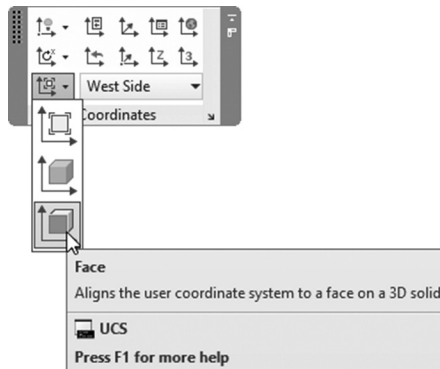 West Side
Coordinates
Face
Aligns the user coordinate system to a face on a 3D solid
UCS
Press F1 for more help